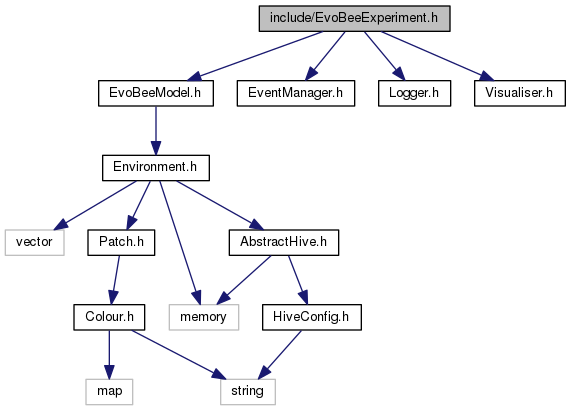 include/EvoBeeExperiment.h
EvoBeeModel.h
EventManager.h
Logger.h
Visualiser.h
Environment.h
vector
Patch.h
AbstractHive.h
Colour.h
memory
HiveConfig.h
map
string